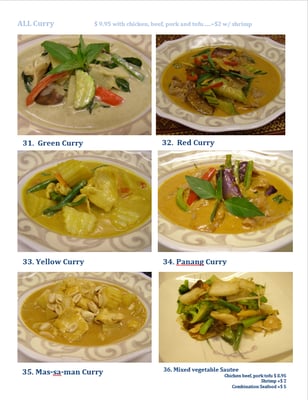 ALL Curry $ 9.95 with chicken, beef, pork and tofu ....+$2 w/ shrimp
31. Green Curry
32. Red Curry
33. Yellow Curry
34. Panang Curry
35. Mas-sa-man Curry
36. Mixed vegetable Sautee
Chicken beef, pork tofu $ 8.95
Shrimp +$ 2
Combination Seafood +$ 5